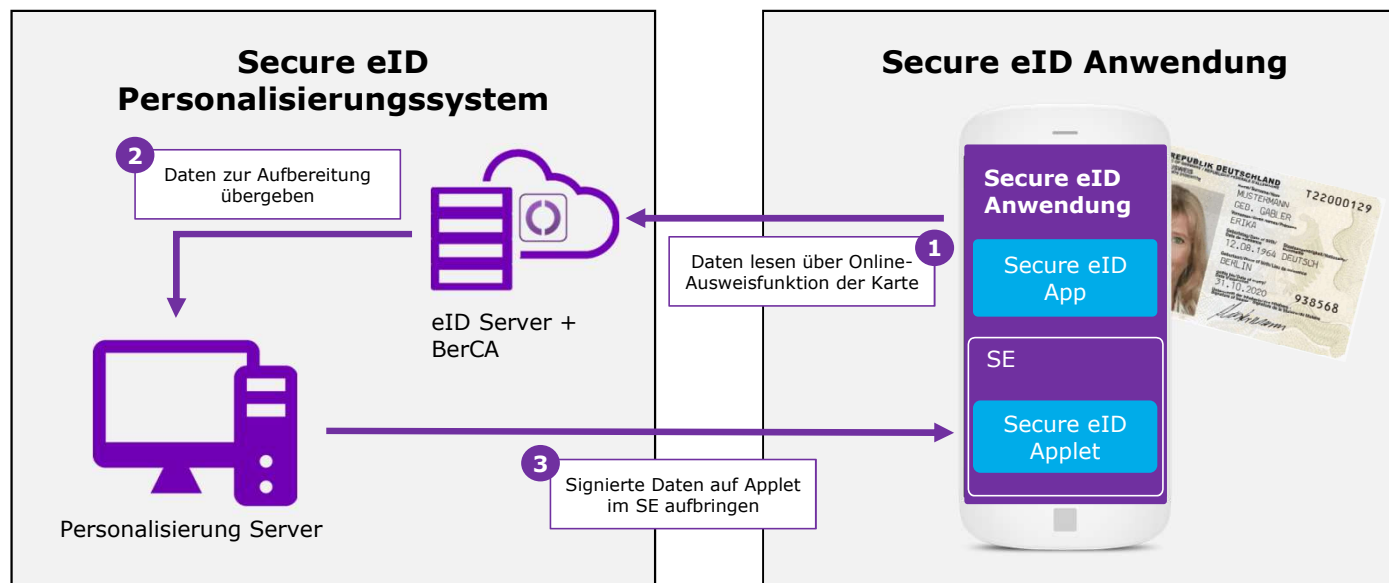 Secure eID
Personalisierungssystem
2
Daten zur Aufbereitung
übergeben
eID Server +
BerCA
Personalisierung Server
Secure eID Anwendung
1
Daten lesen über Online-
Ausweisfunktion der Karte
3
Signierte Daten auf Applet
im SE aufbringen
Secure eID
Anwendung
Secure eID
App
SE
Secure eID
Applet
REPUBLIK DEUTSCHLAND
T22000129
MUSTERMANN
GEB. GABLER
ERIKA
12.08.1964 DEUTSCH
BERLIN
31.10.2020
938568